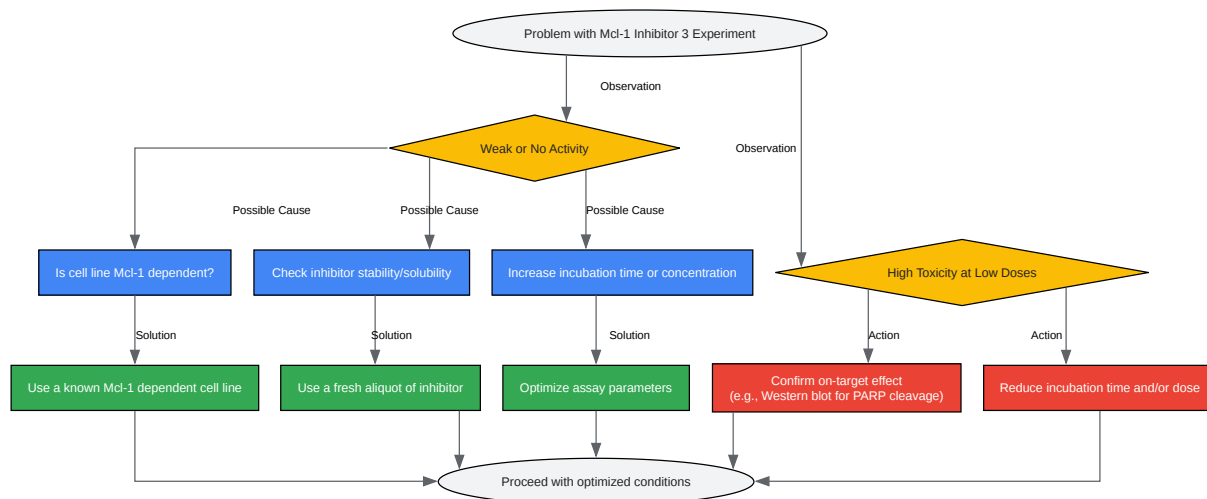 Problem with Mcl-1 Inhibitor 3 Experiment
Observation
Weak or No Activity
Observation
Possible Cause
Possible Cause
Possible Cause
Is cell line Mcl-1 dependent?
Check inhibitor stability/solubility
Increase incubation time or concentration
High Toxicity at Low Doses
Solution
Solution
Solution
Action
Action
Use a known Mcl-1 dependent cell line
Use a fresh aliquot of inhibitor
Optimize assay parameters
Confirm on-target effect
(e.g., Western blot for PARP cleavage)
Reduce incubation time and/or dose
Proceed with optimized conditions